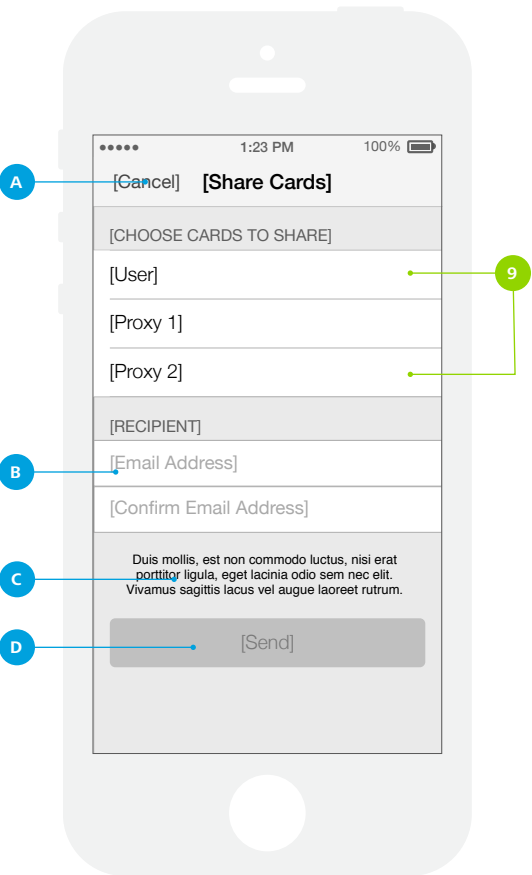 1:23 PM 100%
A
[Cancel] [Share Cards]
[CHOOSE CARDS TO SHARE]
[User]
9
[Proxy 1]
[Proxy 2]
[RECIPIENT]
[Email Address]
B
[Confirm Email Address]
Duis mollis, est non commodo luctus, nisi erat
porttitor ligula, eget lacinia odio sem nec elit.
Vivamus sagittis lacus vel augue laoreet rutrum.
C
[Send]
D